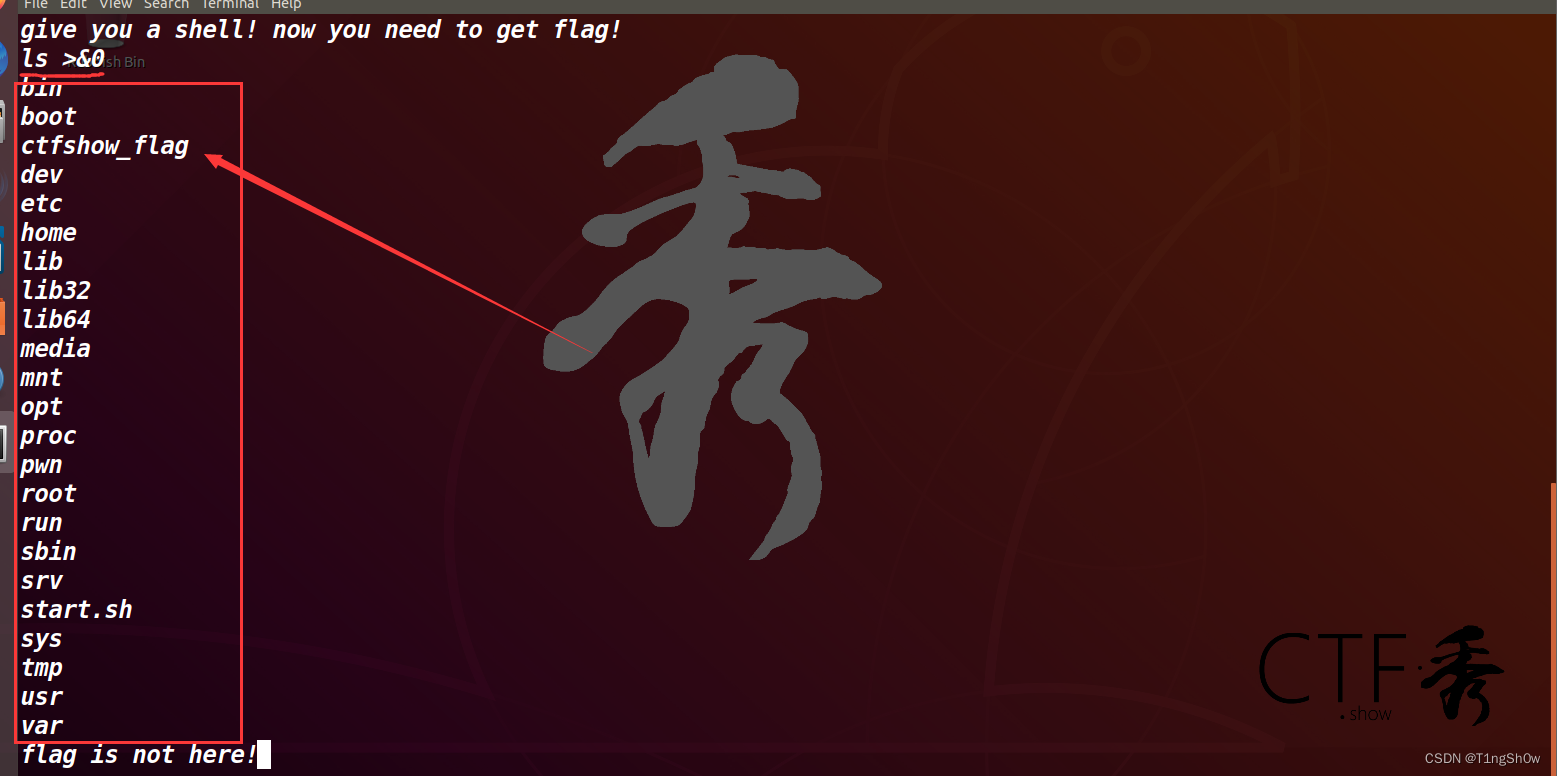 File Edit View Search Terminal Help
give you a shell! now you need to get flag!
ls >&0
bin
boot
ctfshow_flag
dev
etc
home
lib
lib32
lib64
media
mnt
opt
proc
pwn
root
run
sbin
srv
start.sh
sys
tmp
usr
var
flag is not here!
秀
CTF.show 秀
CSDN @T1ngSh0w